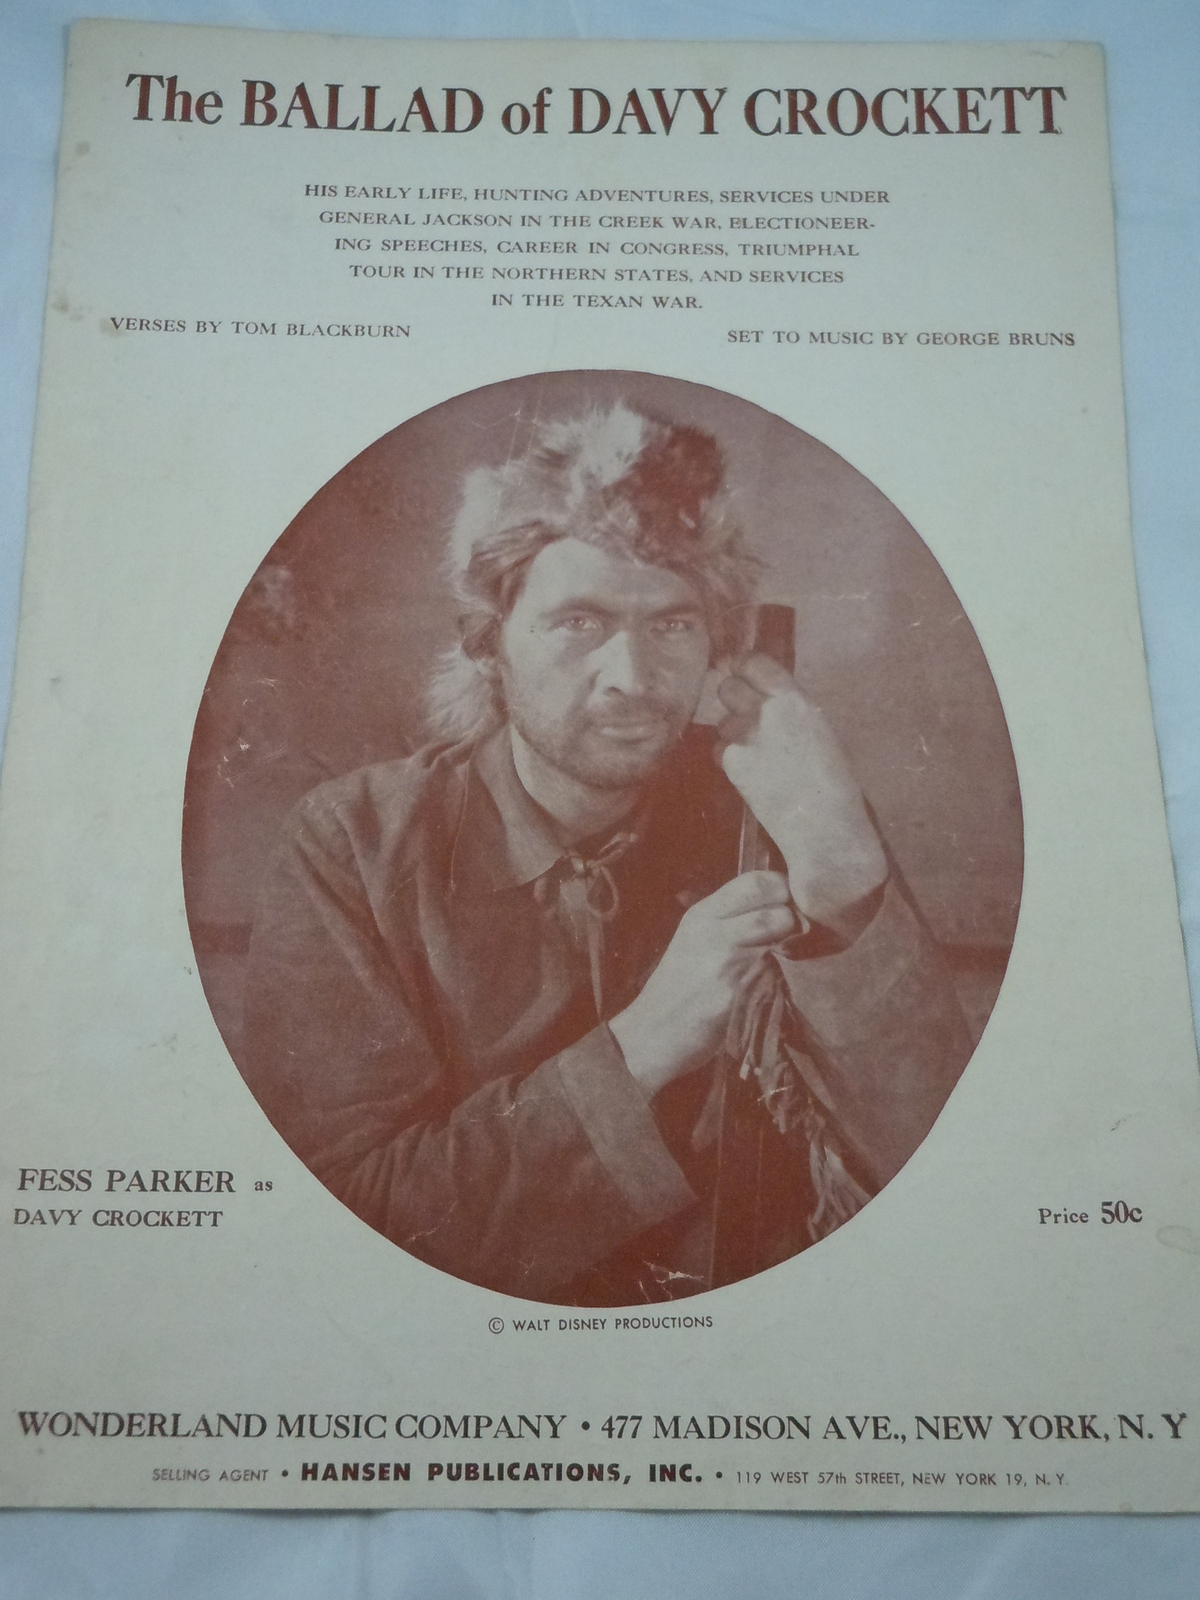 The BALLAD of DAVY CROCKETT
HIS EARLY LIFE, HUNTING ADVENTURES, SERVICES UNDER
GENERAL JACKSON IN THE CREEK WAR, ELECTIONEER-
ING SPEECHES, CAREER IN CONGRESS, TRIUMPHAL
TOUR IN THE NORTHERN STATES, AND SERVICES
IN THE TEXAN WAR.
VERSES BY TOM BLACKBURN
SET TO MUSIC BY GEORGE BRUNS
FESS PARKER as
DAVY CROCKETT
Price 50c
© WALT DISNEY PRODUCTIONS
WONDERLAND MUSIC COMPANY • 477 MADISON AVE., NEW YORK, N. Y
SELLING AGENT • HANSEN PUBLICATIONS, INC. • 119 WEST 57th STREET, NEW YORK 19, N. Y.